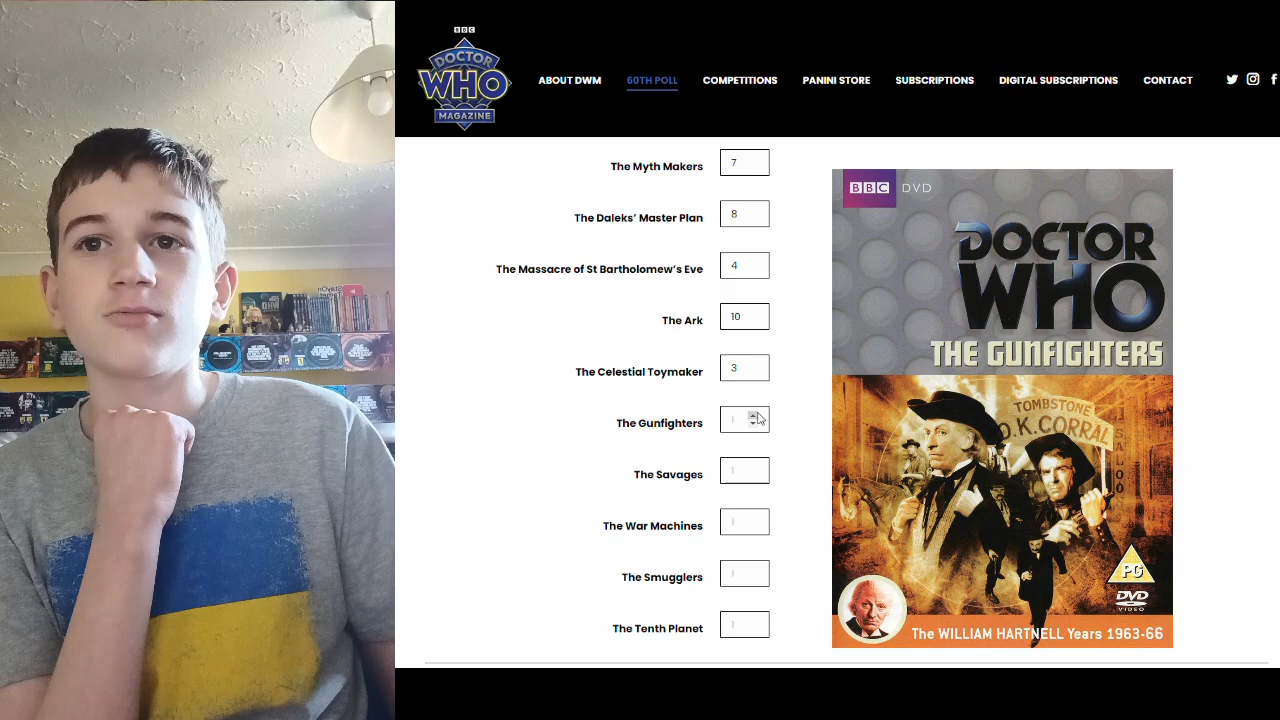 BBC
DOCTOR
WHO
MAGAZINE
ABOUT DWM
60TH POLL
COMPETITIONS
PANINI STORE
SUBSCRIPTIONS
DIGITAL SUBSCRIPTIONS
CONTACT
The Myth Makers 7
The Daleks’ Master Plan 8
The Massacre of St Bartholomew’s Eve 4
The Ark 10
The Celestial Toymaker 3
The Gunfighters
The Savages
The War Machines
The Smugglers
The Tenth Planet
BBC DVD
DOCTOR
WHO
THE GUNFIGHTERS
TOMBSTONE
O.K. CORRAL
PG
DVD
VIDEO
The WILLIAM HARTNELL Years 1963-66